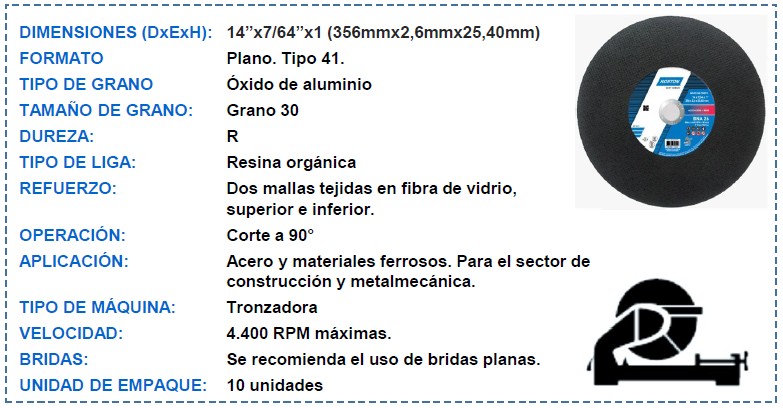 DIMENSIONES (DxExH): 14”x7/64”x1 (356mmx2,6mmx25,40mm)
FORMATO Plano. Tipo 41.
TIPO DE GRANO Óxido de aluminio
TAMAÑO DE GRANO: Grano 30
DUREZA: R
TIPO DE LIGA: Resina orgánica
REFUERZO: Dos mallas tejidas en fibra de vidrio,
superior e inferior.
OPERACIÓN: Corte a 90°
APLICACIÓN: Acero y materiales ferrosos. Para el sector de
construcción y metalmecánica.
TIPO DE MÁQUINA: Tronzadora
VELOCIDAD: 4.400 RPM máximas.
BRIDAS: Se recomienda el uso de bridas planas.
UNIDAD DE EMPAQUE: 10 unidades
NORTON